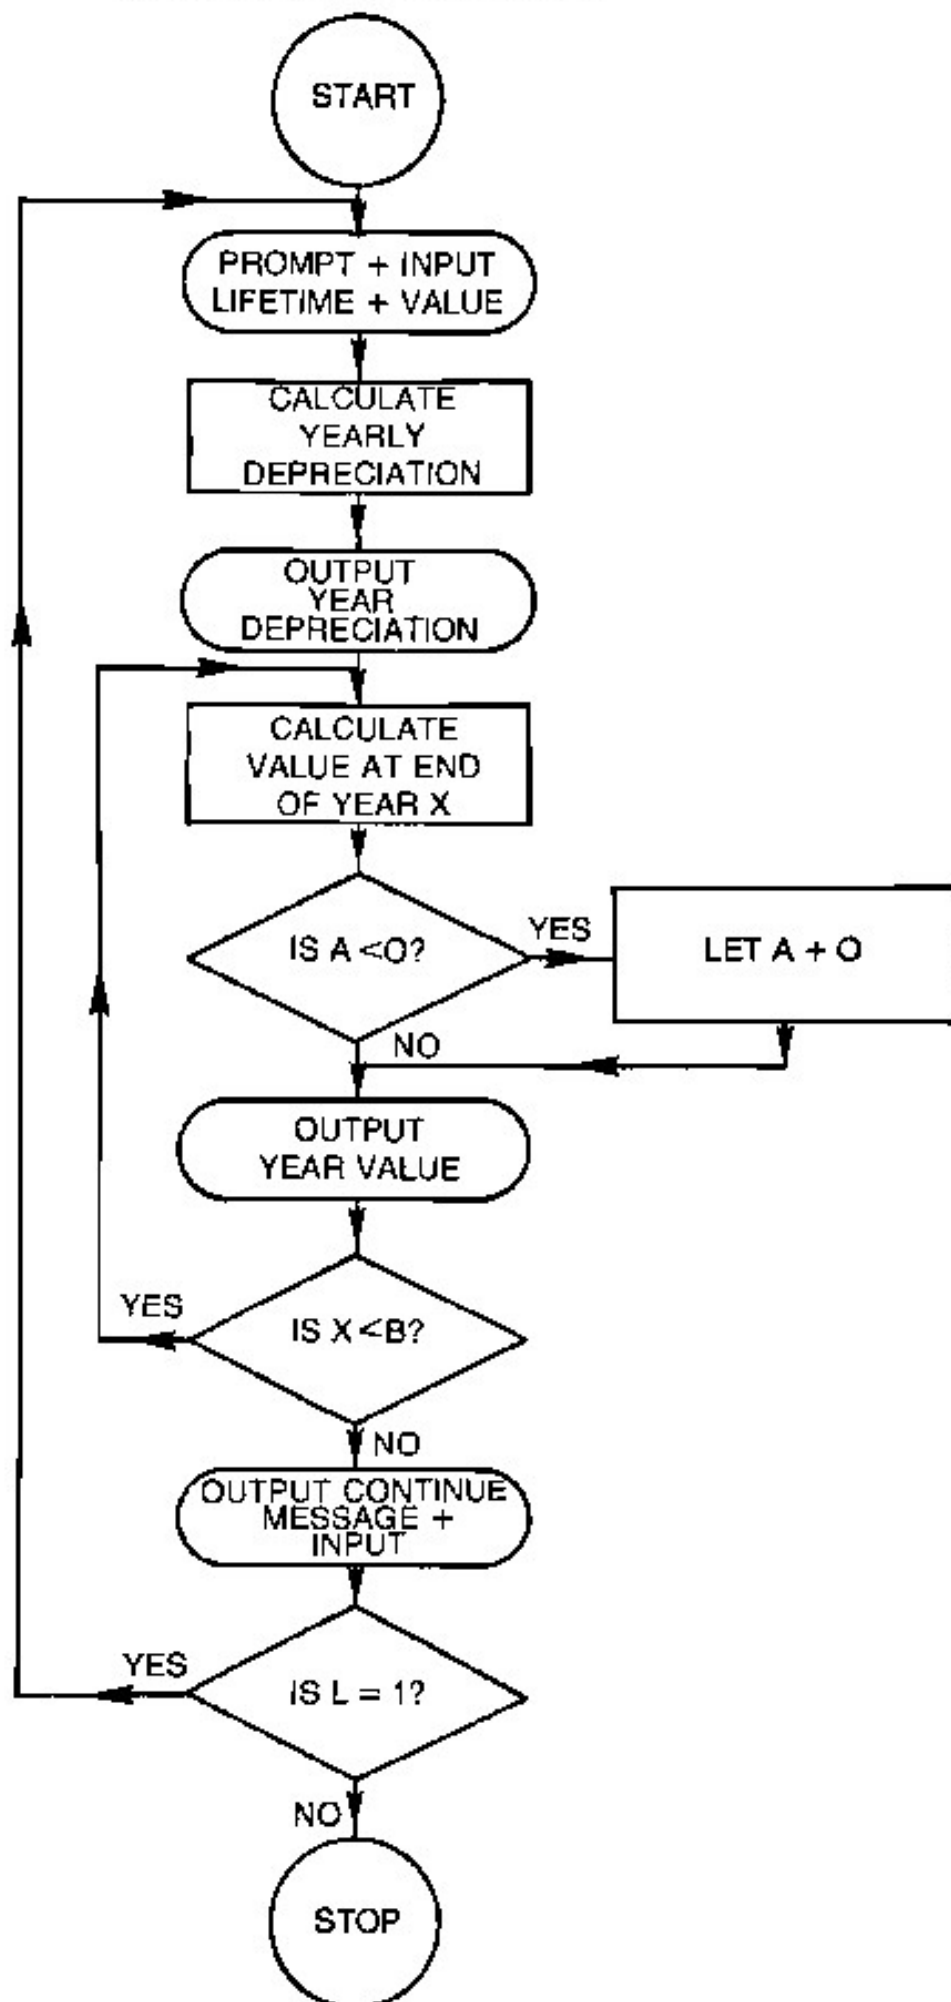 START
PROMPT + INPUT
LIFETIME + VALUE
CALCULATE
YEARLY
DEPRECIATION
OUTPUT
YEAR
DEPRECIATION
CALCULATE
VALUE AT END
OF YEAR X
IS A <O?
YES
LET A + O
NO
OUTPUT
YEAR VALUE
YES
IS X <B?
NO
OUTPUT CONTINUE
MESSAGE +
INPUT
YES
IS L = 1?
NO
STOP